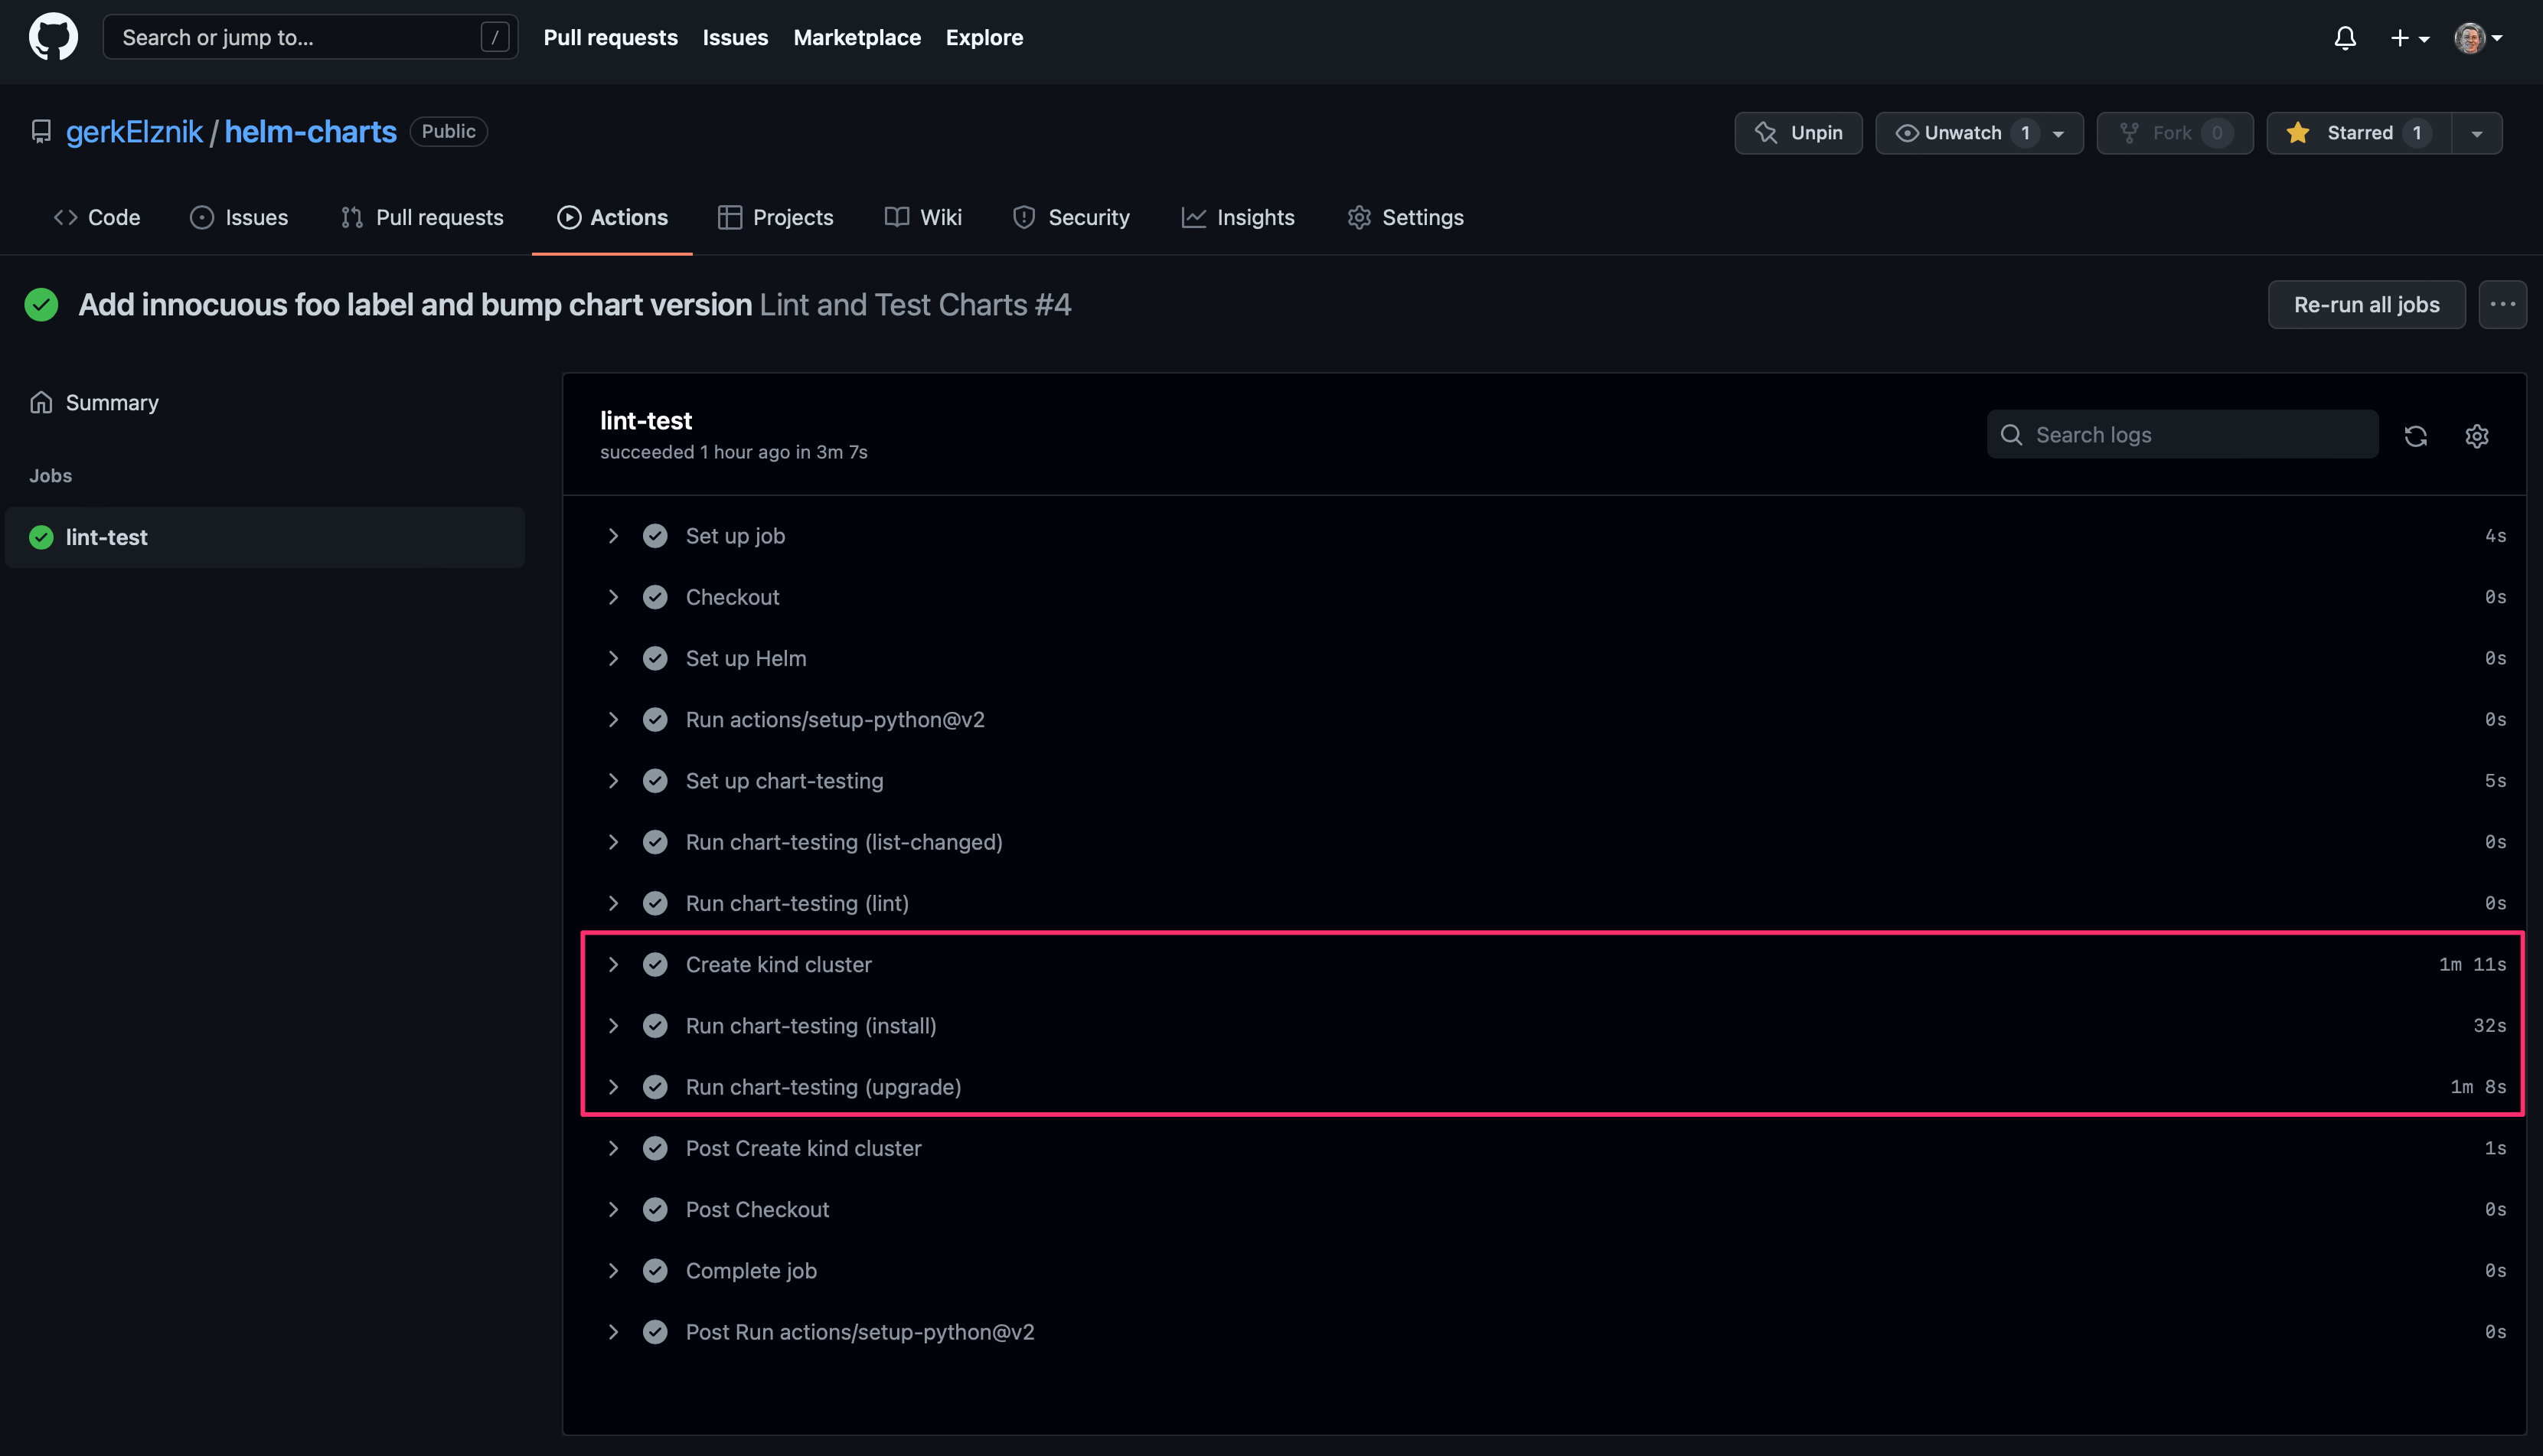 Search or jump to... / Pull requests Issues Marketplace Explore
gerkElznik / helm-charts Public Unpin Unwatch 1 Fork 0 Starred 1
Code Issues Pull requests Actions Projects Wiki Security Insights Settings
Add innocuous foo label and bump chart version Lint and Test Charts #4 Re-run all jobs ...
Summary
Jobs
lint-test
lint-test
succeeded 1 hour ago in 3m 7s
Search logs
Set up job 4s
Checkout 0s
Set up Helm 0s
Run actions/setup-python@v2 0s
Set up chart-testing 5s
Run chart-testing (list-changed) 0s
Run chart-testing (lint) 0s
Create kind cluster 1m 11s
Run chart-testing (install) 32s
Run chart-testing (upgrade) 1m 8s
Post Create kind cluster 1s
Post Checkout 0s
Complete job 0s
Post Run actions/setup-python@v2 0s